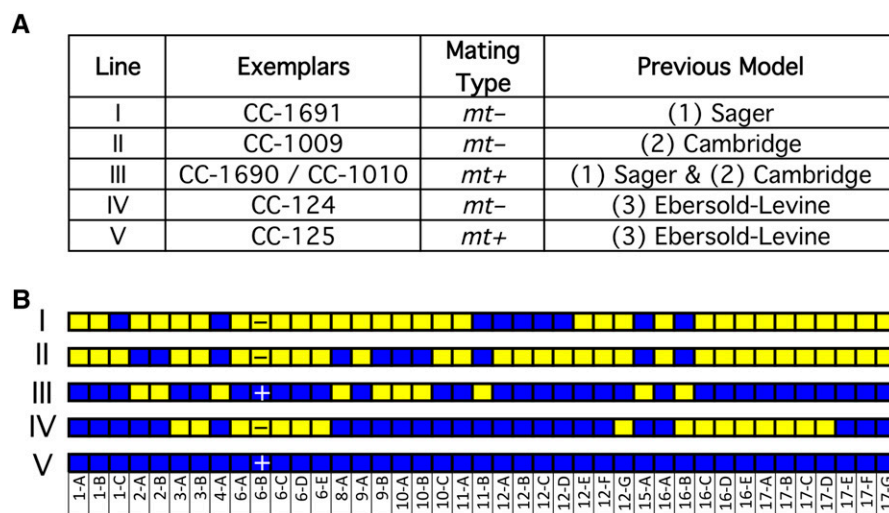 A
Line Exemplars Mating Type Previous Model
I CC-1691 mt– (1) Sager
II CC-1009 mt– (2) Cambridge
III CC-1690 / CC-1010 mt+ (1) Sager & (2) Cambridge
IV CC-124 mt– (3) Ebersold-Levine
V CC-125 mt+ (3) Ebersold-Levine
B
I –
II –
III +
IV –
V +
1-A 1-B 1-C 2-A 2-B 3-A 3-B 4-A 6-A 6-B 6-C 6-D 6-E 8-A 9-A 9-B 10-A 10-B 10-C 11-A 11-B 12-A 12-B 12-C 12-D 12-E 12-F 12-G 15-A 16-A 16-B 16-C 16-D 16-E 17-A 17-B 17-C 17-D 17-E 17-F 17-G